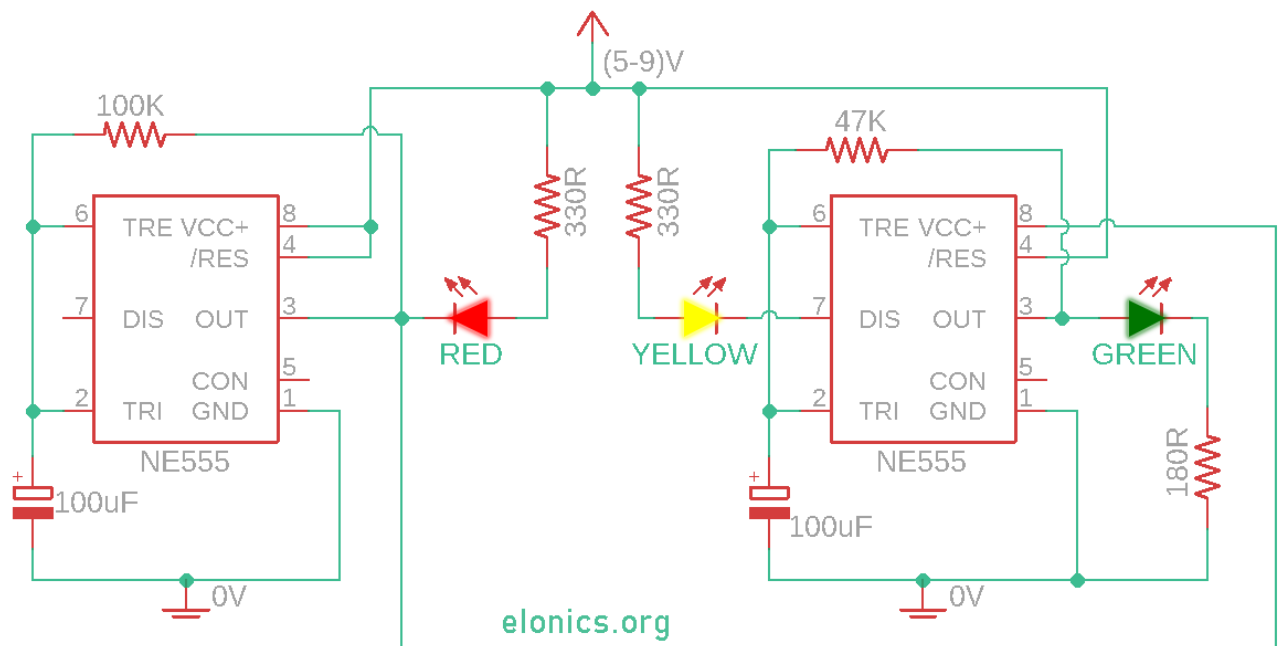 (5-9)V
100K
47K
330R
330R
6
TRE VCC+
8
/RES
4
7
DIS
OUT
3
CON
5
2
TRI
GND
1
NE555
+
100uF
0V
RED
YELLOW
6
TRE VCC+
8
/RES
4
7
DIS
OUT
3
CON
5
2
TRI
GND
1
NE555
+
100uF
0V
GREEN
180R
elonics.org